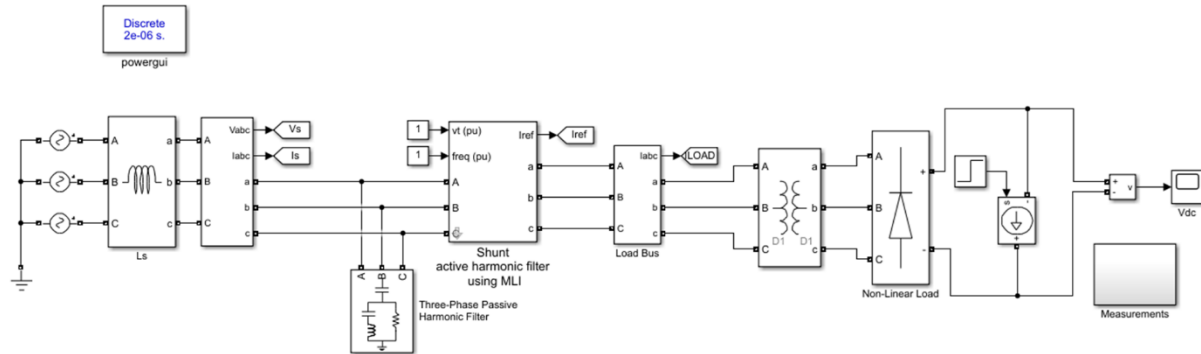 Discrete
2e-06 s.
powergui
A
B
C
a
b
c
Ls
A
B
C
Vabc
Iabc
a
b
c
Vs
Is
1
1
vt (pu)
freq (pu)
A
B
Iref
a
b
c
Iref
Shunt
active harmonic filter
using MLI
A
B
C
Three-Phase Passive
Harmonic Filter
A
B
C
Iabc
a
b
c
Load Bus
LOAD
A
B
C
a
b
c
D1
D1
A
B
C
+
-
Non-Linear Load
s
-
+
+
-
v
Vdc
Measurements